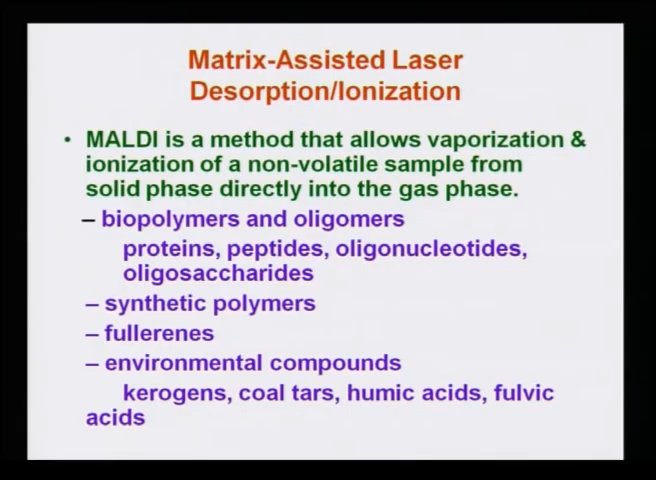 Matrix-Assisted Laser
Desorption/Ionization
• MALDI is a method that allows vaporization &
ionization of a non-volatile sample from
solid phase directly into the gas phase.
– biopolymers and oligomers
proteins, peptides, oligonucleotides,
oligosaccharides
– synthetic polymers
– fullerenes
– environmental compounds
kerogens, coal tars, humic acids, fulvic
acids